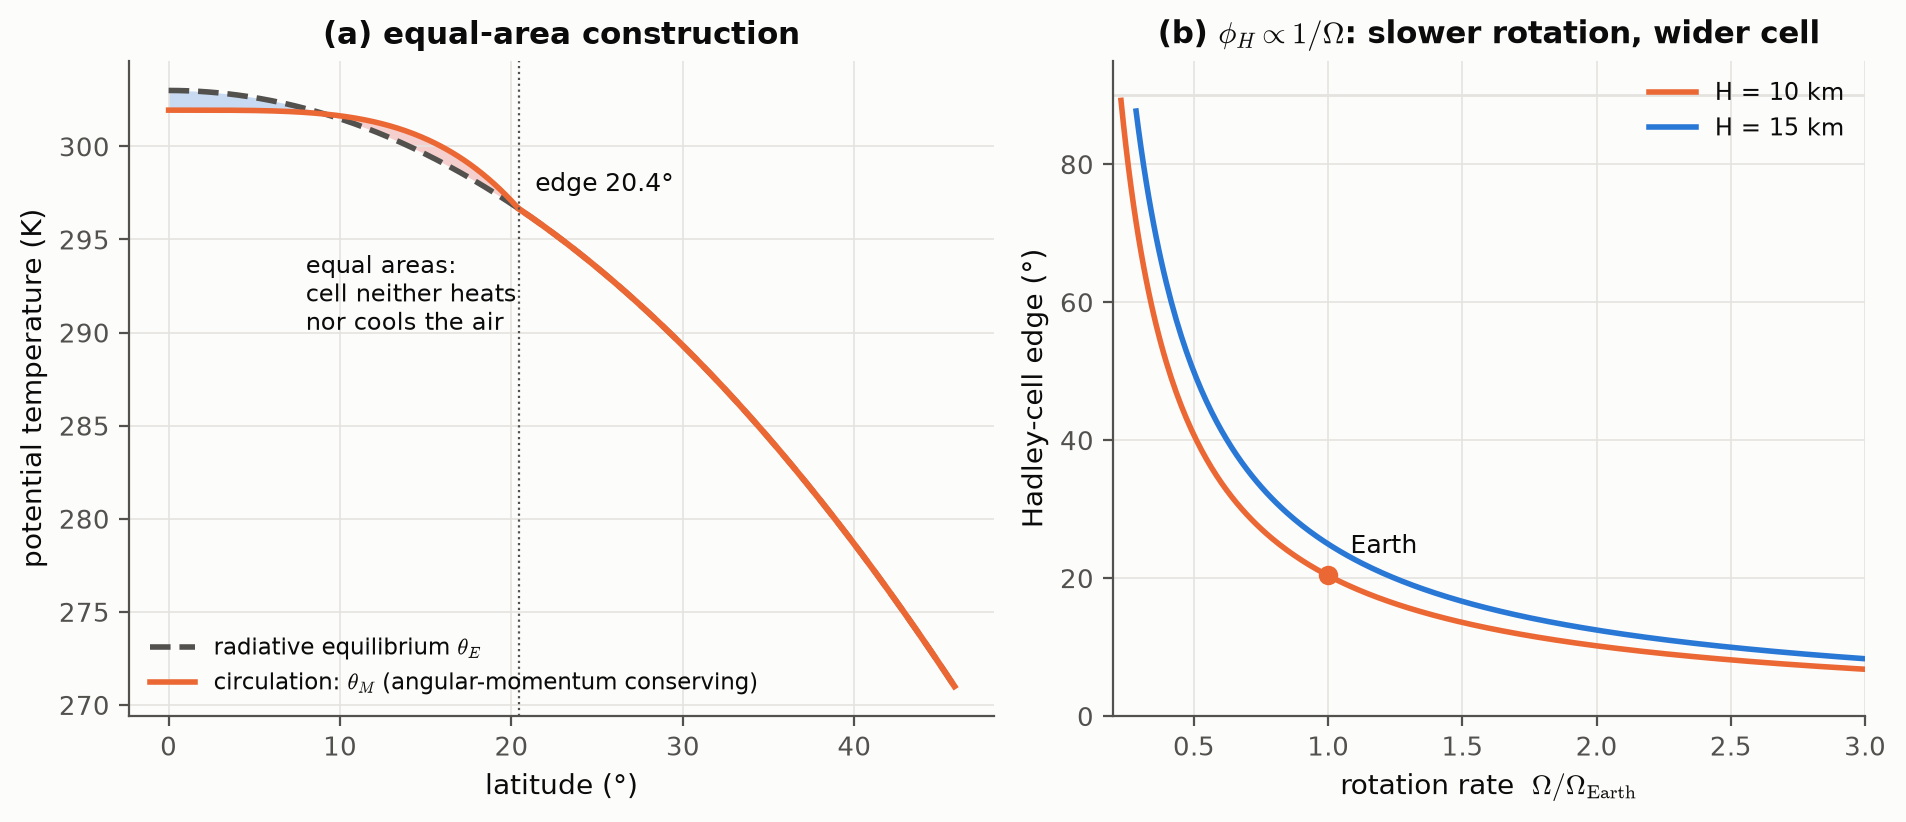 (a) equal-area construction
potential temperature (K)
300
295
290
285
280
275
270
edge 20.4°
equal areas:
cell neither heats
nor cools the air
radiative equilibrium θ_E
circulation: θ_M (angular-momentum conserving)
0 10 20 30 40
latitude (°)
(b) ϕ_H ∝ 1/Ω: slower rotation, wider cell
Hadley-cell edge (°)
80
60
40
20
0
H = 10 km
H = 15 km
Earth
0.5 1.0 1.5 2.0 2.5 3.0
rotation rate Ω/Ω_Earth